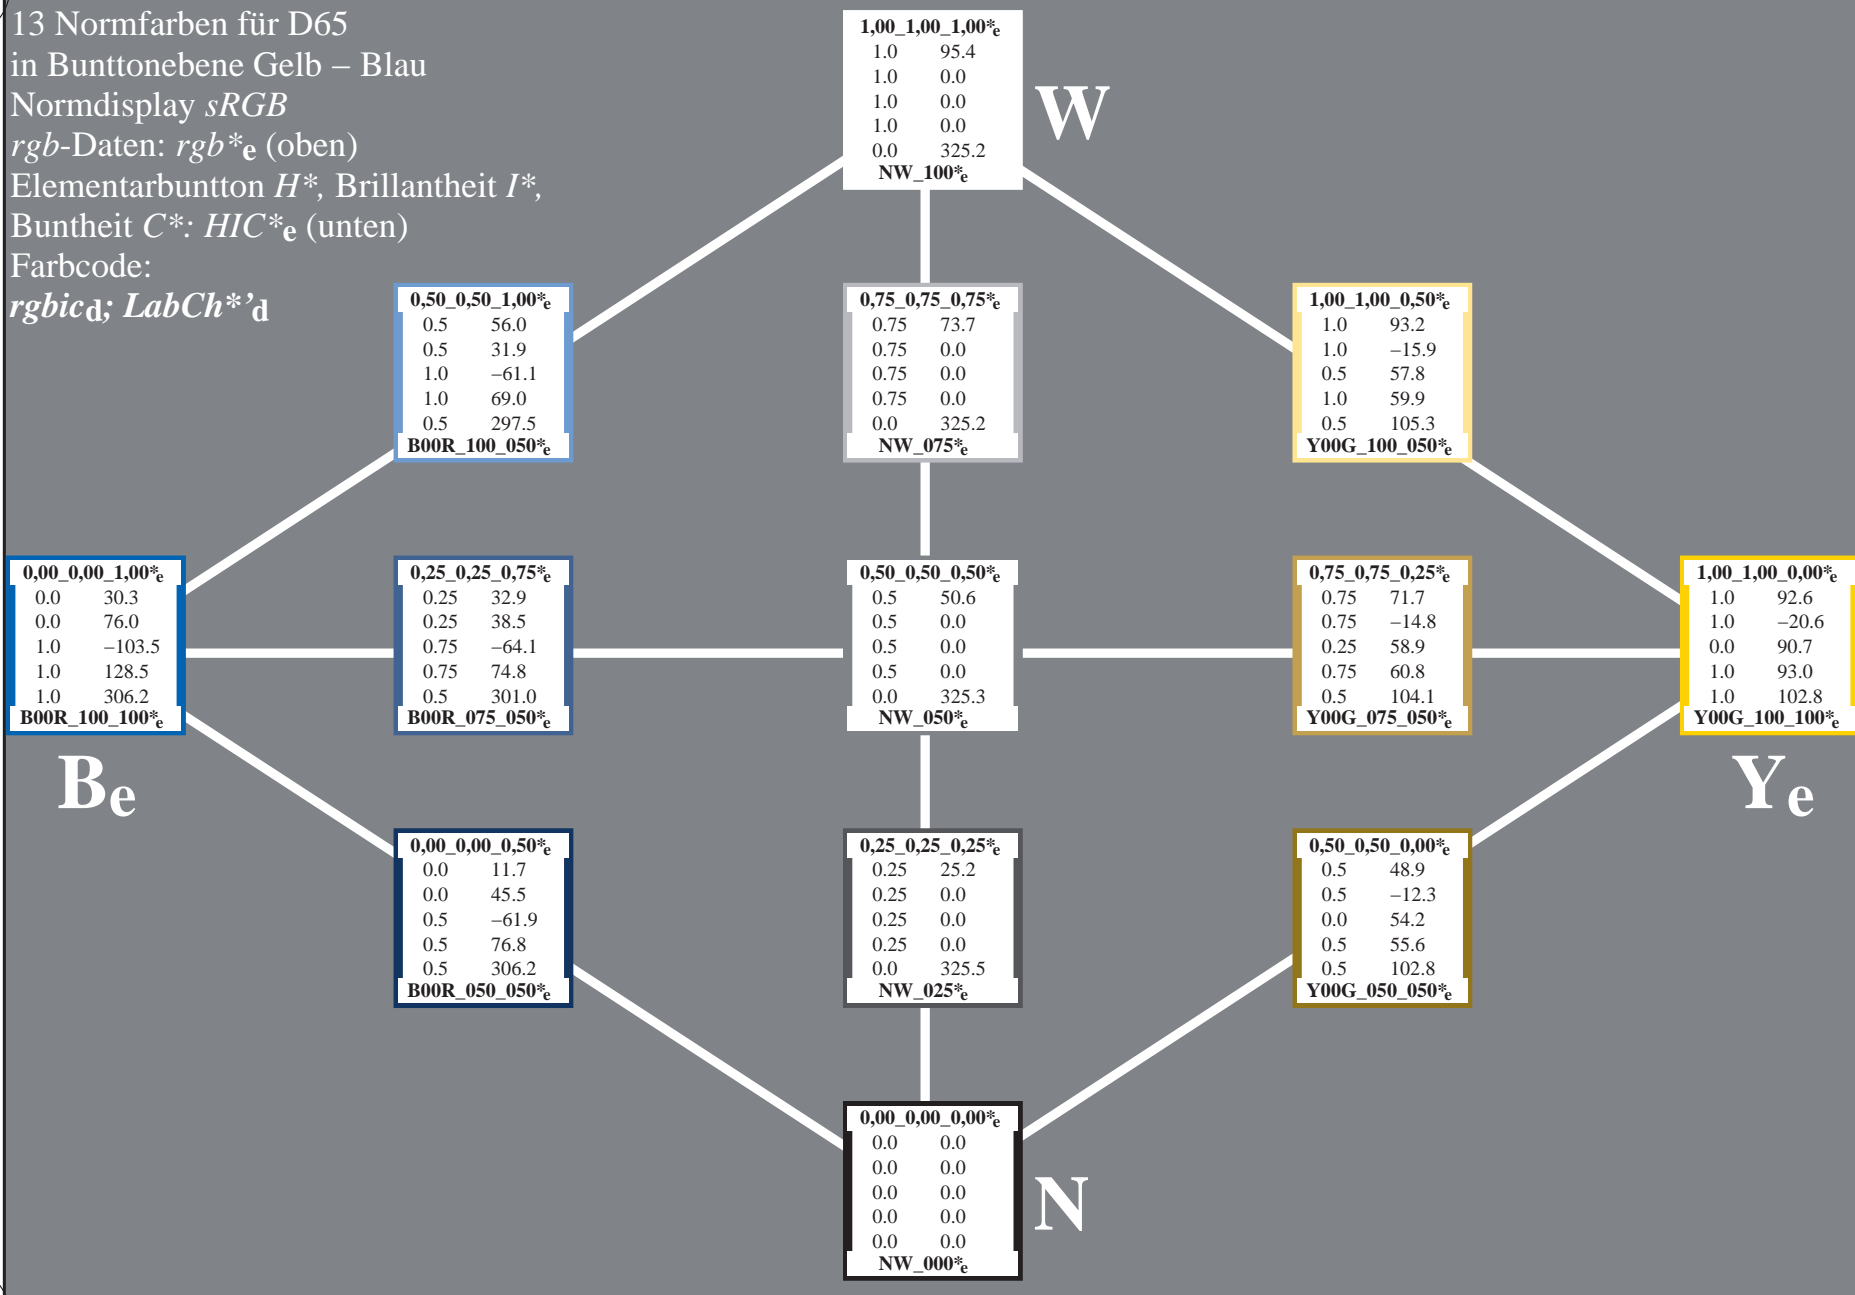 13 Normfarben für D65
in Bunttonebene Gelb – Blau
Normdisplay sRGB
rgb-Daten: rgb*e (oben)
Elementarbuntton H*, Brillantheit I*,
Buntheit C*: HIC*e (unten)
Farbcode:
rgbicd; LabCh*’d
1,00_1,00_1,00*e
1.0 95.4
1.0 0.0
1.0 0.0
1.0 0.0
0.0 325.2
NW_100*e
W
0,50_0,50_1,00*e
0.5 56.0
0.5 31.9
1.0 –61.1
1.0 69.0
0.5 297.5
B00R_100_050*e
0,75_0,75_0,75*e
0.75 73.7
0.75 0.0
0.75 0.0
0.75 0.0
0.0 325.2
NW_075*e
1,00_1,00_0,50*e
1.0 93.2
1.0 –15.9
0.5 57.8
1.0 59.9
0.5 105.3
Y00G_100_050*e
0,00_0,00_1,00*e
0.0 30.3
0.0 76.0
1.0 –103.5
1.0 128.5
1.0 306.2
B00R_100_100*e
Be
0,25_0,25_0,75*e
0.25 32.9
0.25 38.5
0.75 –64.1
0.75 74.8
0.5 301.0
B00R_075_050*e
0,50_0,50_0,50*e
0.5 50.6
0.5 0.0
0.5 0.0
0.5 0.0
0.0 325.3
NW_050*e
0,75_0,75_0,25*e
0.75 71.7
0.75 –14.8
0.25 58.9
0.75 60.8
0.5 104.1
Y00G_075_050*e
1,00_1,00_0,00*e
1.0 92.6
1.0 –20.6
0.0 90.7
1.0 93.0
1.0 102.8
Y00G_100_100*e
Ye
0,00_0,00_0,50*e
0.0 11.7
0.0 45.5
0.5 –61.9
0.5 76.8
0.5 306.2
B00R_050_050*e
0,25_0,25_0,25*e
0.25 25.2
0.25 0.0
0.25 0.0
0.25 0.0
0.0 325.5
NW_025*e
0,50_0,50_0,00*e
0.5 48.9
0.5 –12.3
0.0 54.2
0.5 55.6
0.5 102.8
Y00G_050_050*e
0,00_0,00_0,00*e
0.0 0.0
0.0 0.0
0.0 0.0
0.0 0.0
0.0 0.0
NW_000*e
N